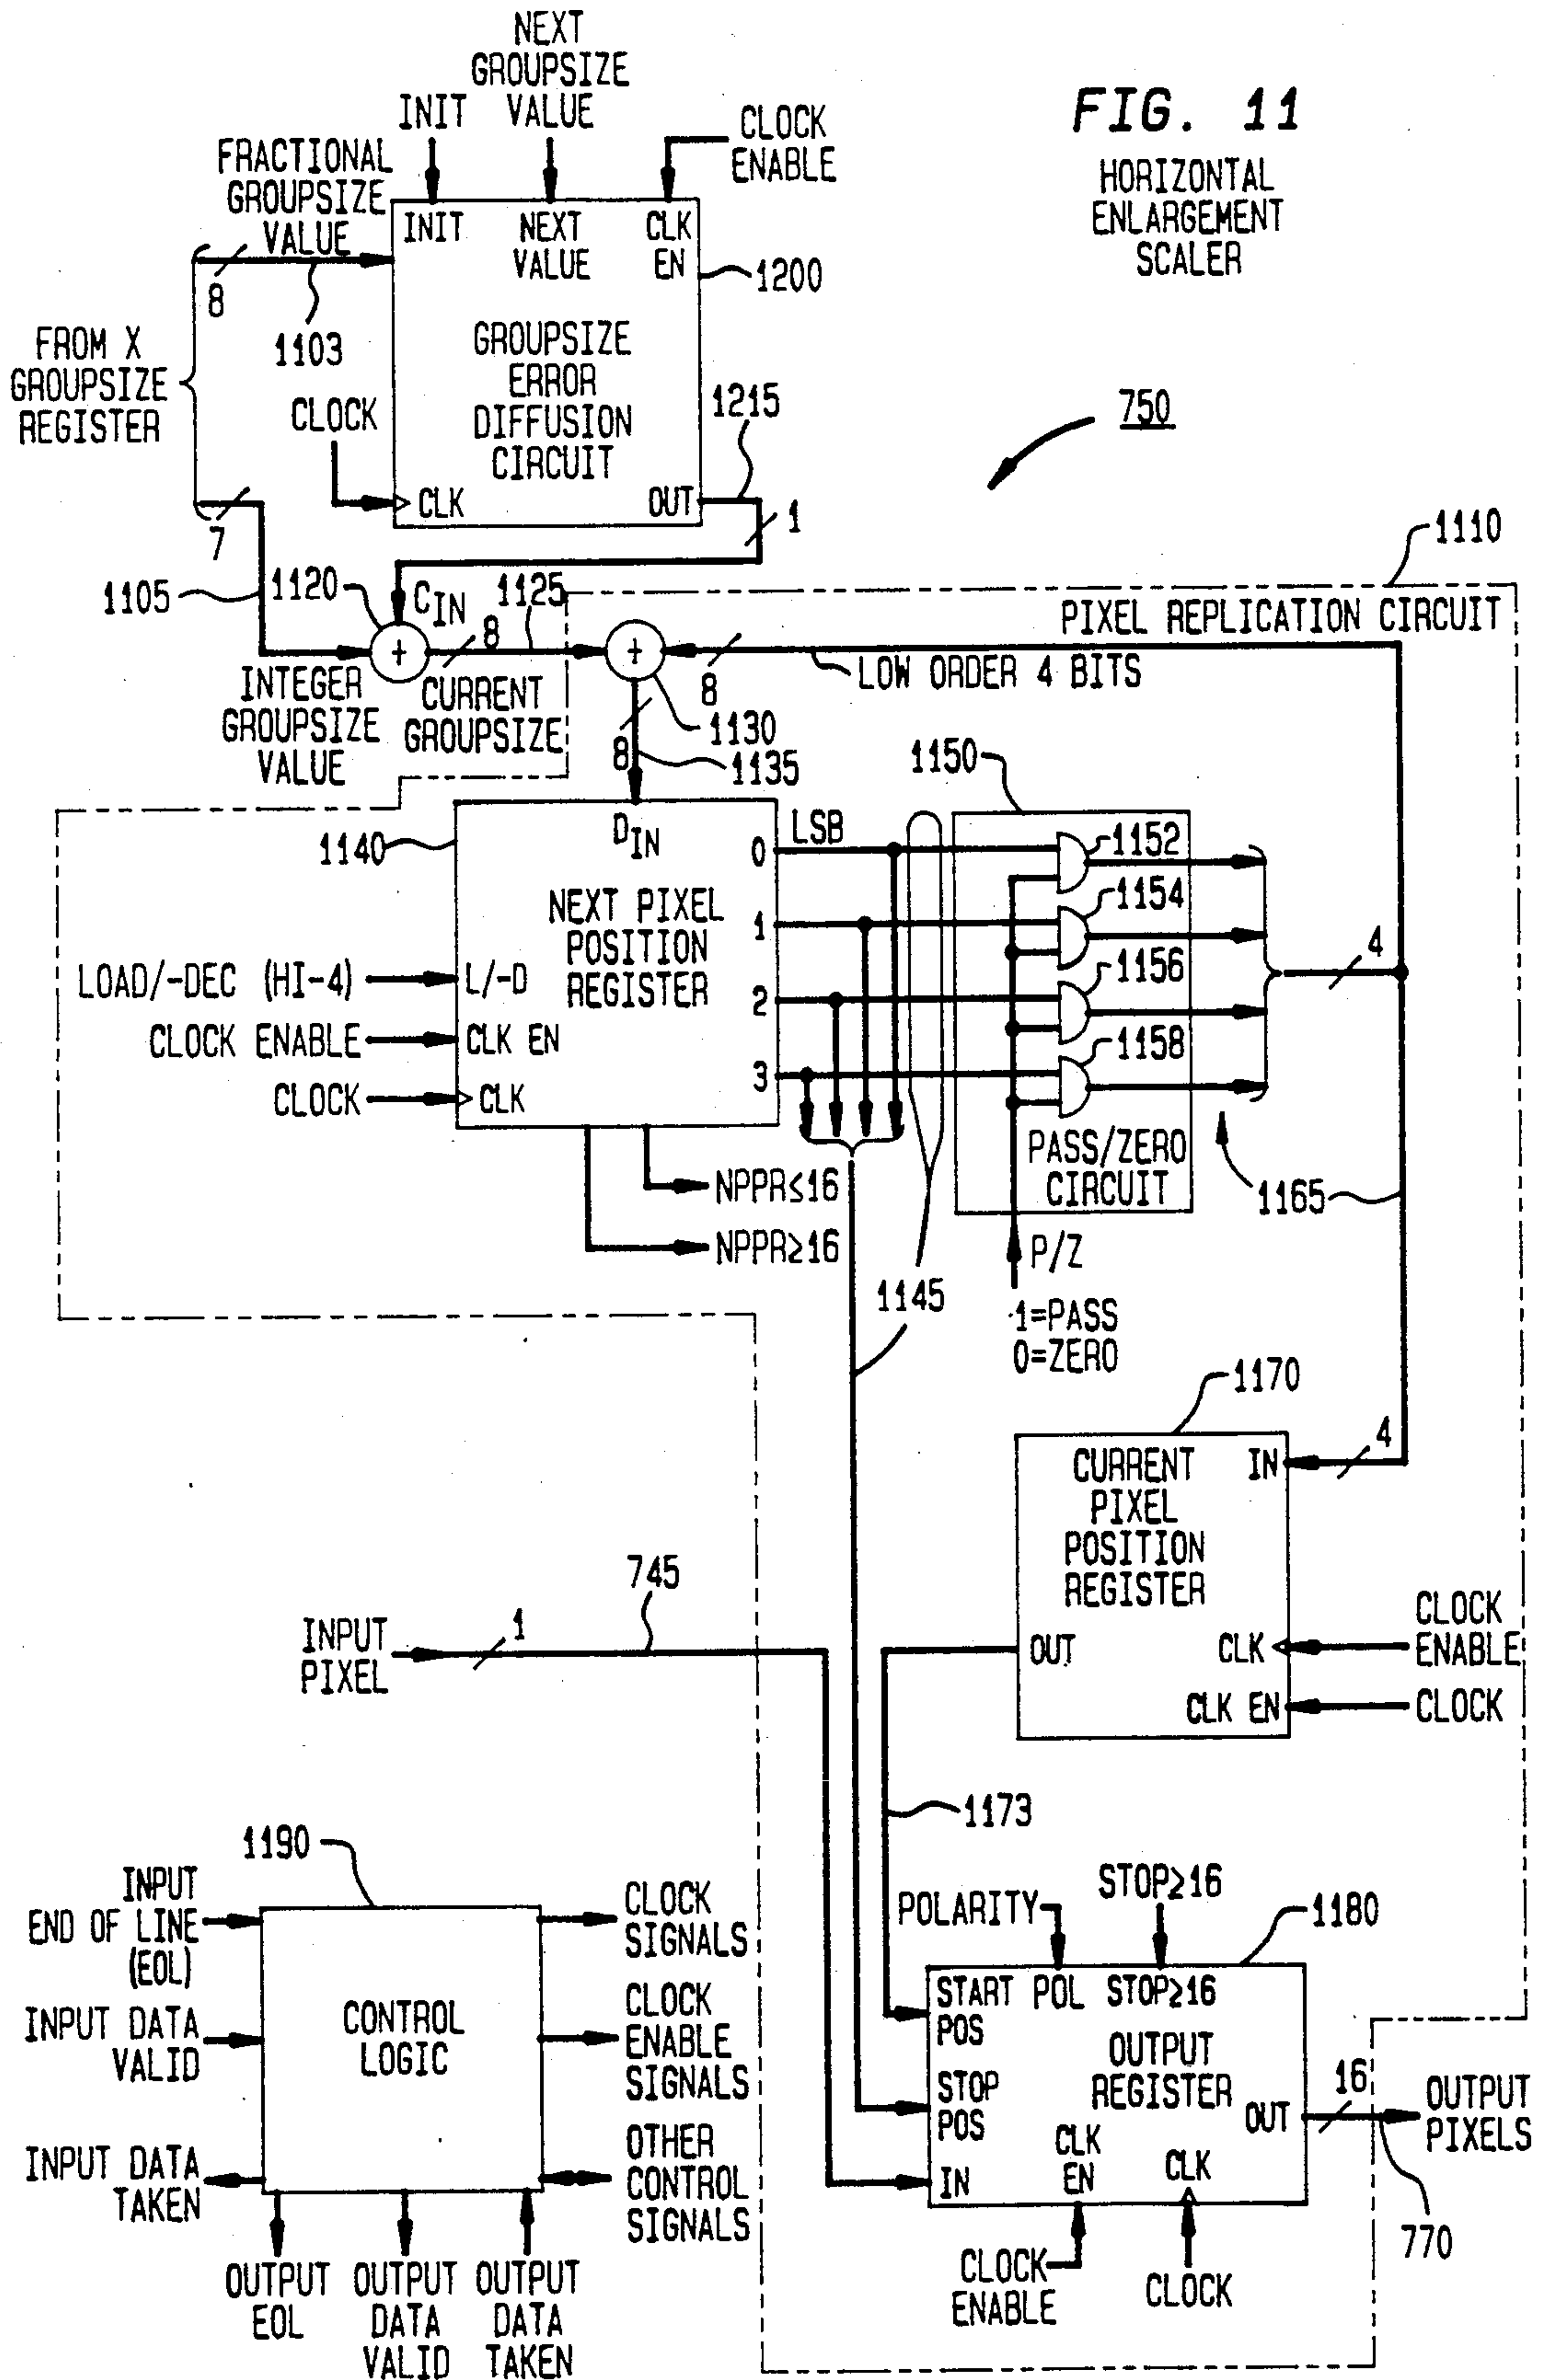 FIG. 11
HORIZONTAL
ENLARGEMENT
SCALER
NEXT
GROUPSIZE
VALUE
INIT
CLOCK
ENABLE
FRACTIONAL
GROUPSIZE
VALUE
INIT
NEXT
VALUE
CLK
EN
1200
8
1103
FROM X
GROUPSIZE
REGISTER
GROUPSIZE
ERROR
DIFFUSION
CIRCUIT
CLOCK
CLK
OUT
1215
1
750
7
1105
1120
CIN
1125
8
1110
PIXEL REPLICATION CIRCUIT
+
+
8
LOW ORDER 4 BITS
INTEGER
GROUPSIZE
VALUE
CURRENT
GROUPSIZE
1130
8
1135
1140
DIN
NEXT PIXEL
POSITION
REGISTER
LSB
0
1
2
3
LOAD/-DEC (HI-4)
L/-D
CLOCK ENABLE
CLK EN
CLOCK
CLK
NPPR≤16
NPPR≥16
1150
1152
1154
1156
1158
PASS/ZERO
CIRCUIT
4
1165
P/Z
1=PASS
0=ZERO
1145
1170
CURRENT
PIXEL
POSITION
REGISTER
IN
4
OUT
CLK
CLOCK
ENABLE
CLK EN
CLOCK
745
INPUT
PIXEL
1
1173
1190
INPUT
END OF LINE
(EOL)
INPUT DATA
VALID
INPUT DATA
TAKEN
CONTROL
LOGIC
CLOCK
SIGNALS
CLOCK
ENABLE
SIGNALS
OTHER
CONTROL
SIGNALS
OUTPUT
EOL
OUTPUT
DATA
VALID
OUTPUT
DATA
TAKEN
POLARITY
STOP≥16
1180
START
POS
POL
STOP≥16
OUTPUT
REGISTER
STOP
POS
IN
CLK
EN
CLK
OUT
16
OUTPUT
PIXELS
770
CLOCK
ENABLE
CLOCK